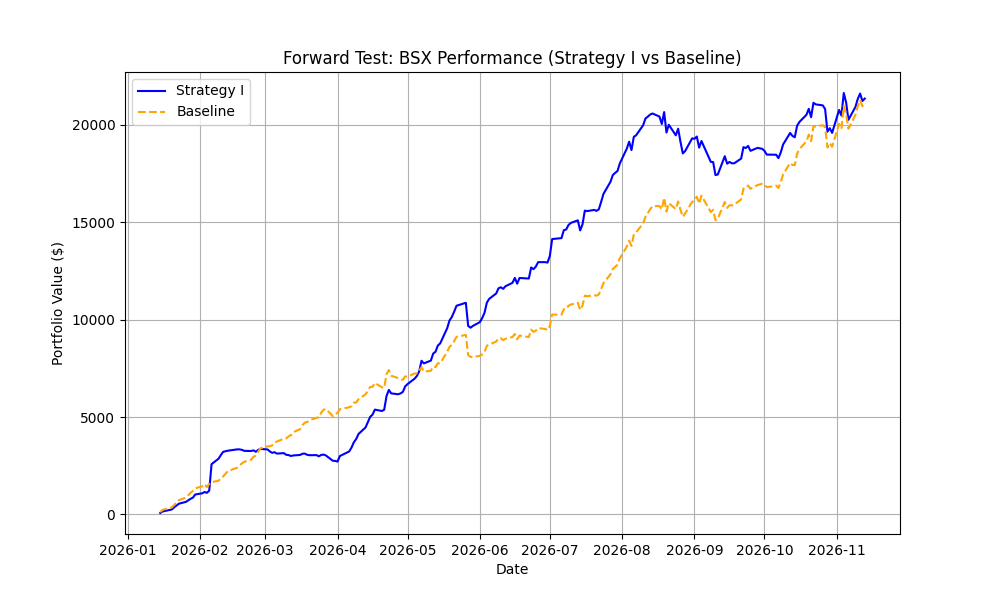 Forward Test: BSX Performance (Strategy I vs Baseline)
Strategy I
Baseline
Portfolio Value ($)
20000
15000
10000
5000
0
2026-01 2026-02 2026-03 2026-04 2026-05 2026-06 2026-07 2026-08 2026-09 2026-10 2026-11
Date